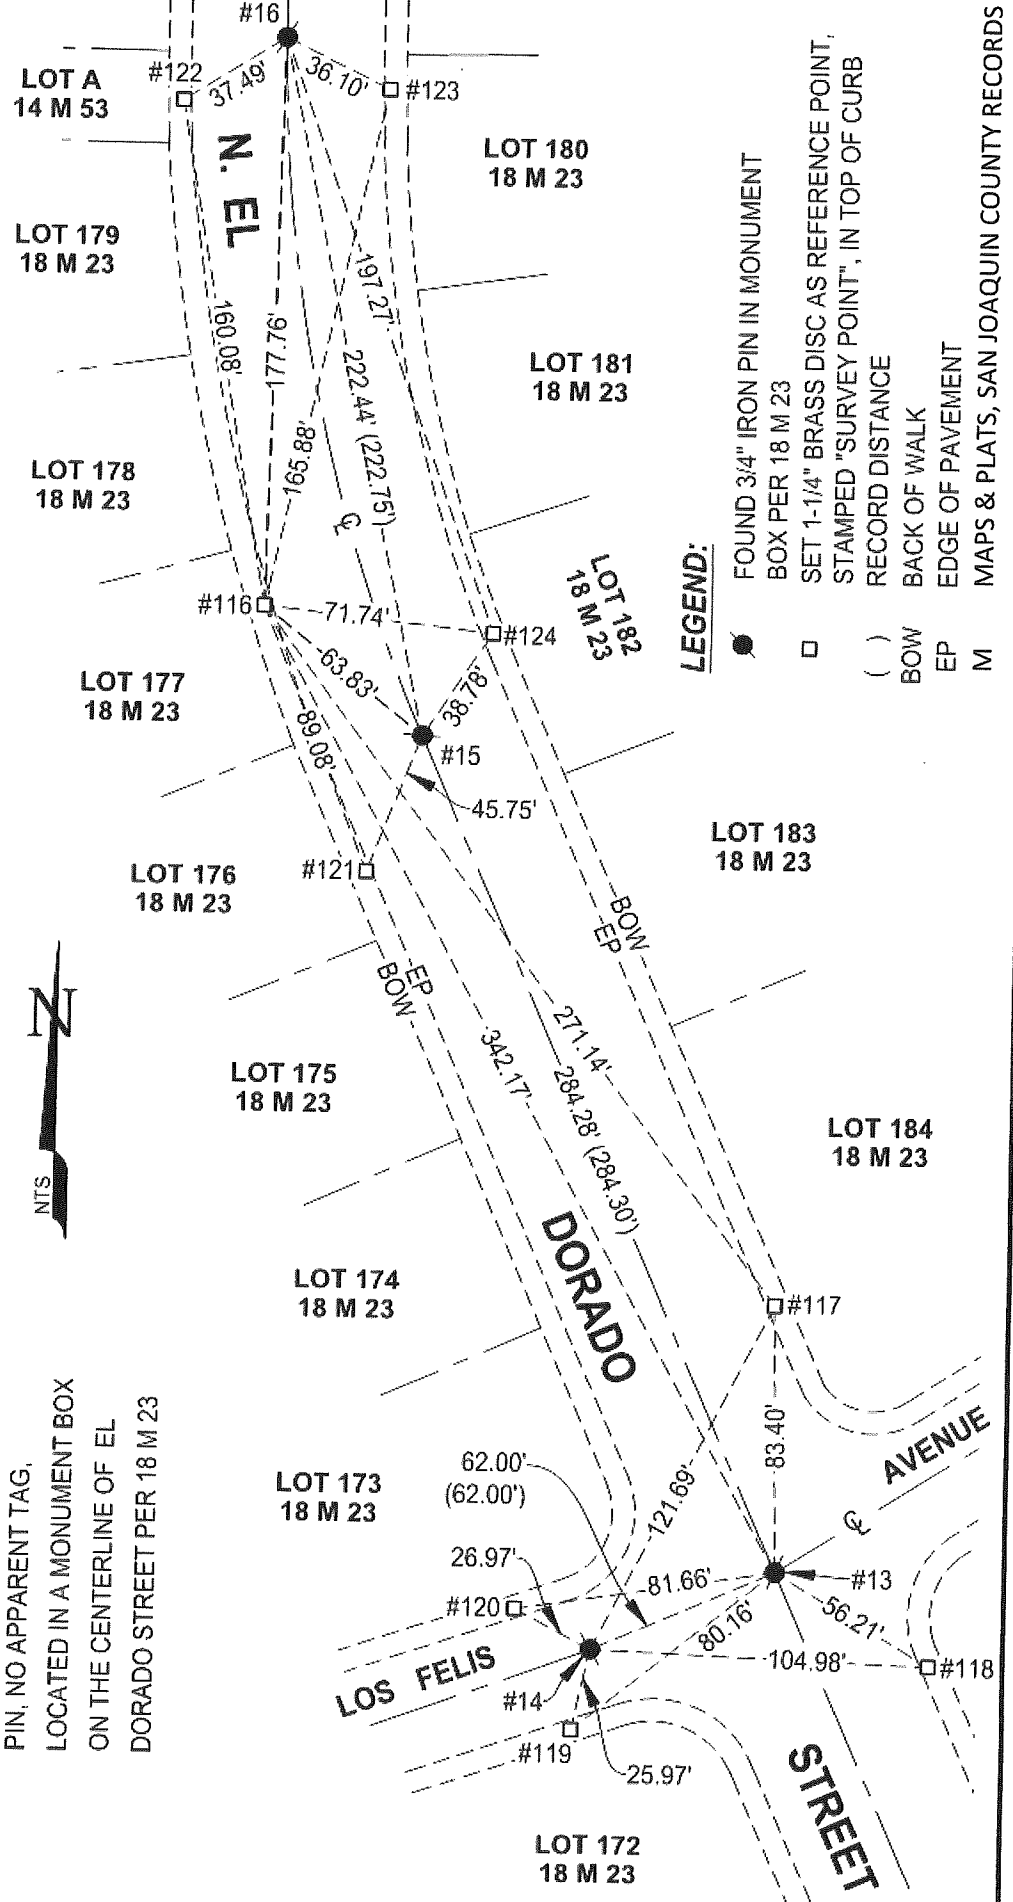 #16
LOT A
14 M 53
#122
37.49'
36.10'
#123
N. EL
LOT 180
18 M 23
LOT 179
18 M 23
160.08'
177.76'
197.27'
222.44' (222.75')
165.88'
LOT 181
18 M 23
LOT 178
18 M 23
℄
#116
71.74'
#124
LOT 182
18 M 23
63.83'
38.78'
LOT 177
18 M 23
89.08'
#15
45.75'
#121
LOT 176
18 M 23
LOT 183
18 M 23
BOW
EP
EP
BOW
N
NTS
LOT 175
18 M 23
342.17'
271.14'
284.28' (284.30')
LOT 184
18 M 23
DORADO
LOT 174
18 M 23
#117
LOT 173
18 M 23
62.00'
(62.00')
121.69'
83.40'
AVENUE
℄
26.97'
#120
81.66'
#13
80.16'
56.21'
LOS FELIS
104.98'
#118
#14
#119
25.97'
STREET
LOT 172
18 M 23
LEGEND:
FOUND 3/4" IRON PIN IN MONUMENT
BOX PER 18 M 23
SET 1-1/4" BRASS DISC AS REFERENCE POINT,
STAMPED "SURVEY POINT", IN TOP OF CURB
( ) RECORD DISTANCE
BOW BACK OF WALK
EP EDGE OF PAVEMENT
M MAPS & PLATS, SAN JOAQUIN COUNTY RECORDS
PIN, NO APPARENT TAG,
LOCATED IN A MONUMENT BOX
ON THE CENTERLINE OF EL
DORADO STREET PER 18 M 23